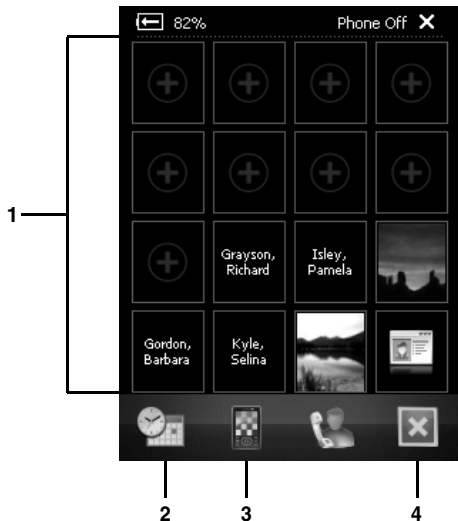 82% Phone Off
Grayson, Richard
Isley, Pamela
Gordon, Barbara
Kyle, Selina
1
2 3 4